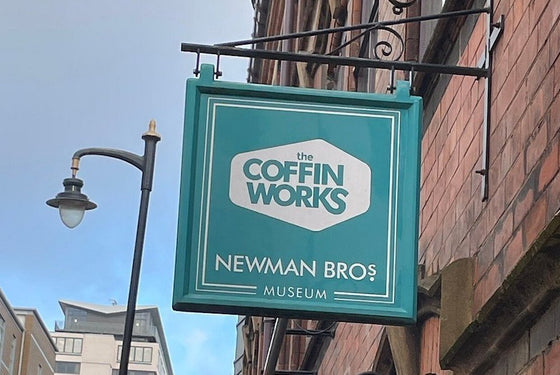 the
COFFIN
WORKS
NEWMAN BROS.
MUSEUM